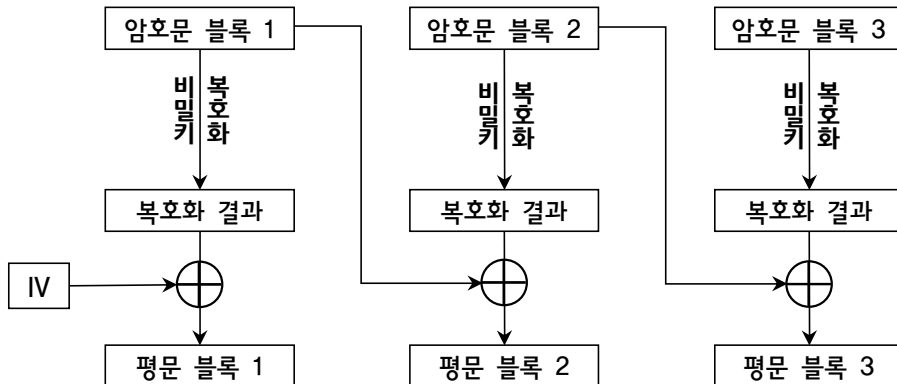 암호문 블록 1
암호문 블록 2
암호문 블록 3
비밀키
복호화
비밀키
복호화
비밀키
복호화
복호화 결과
복호화 결과
복호화 결과
IV
평문 블록 1
평문 블록 2
평문 블록 3